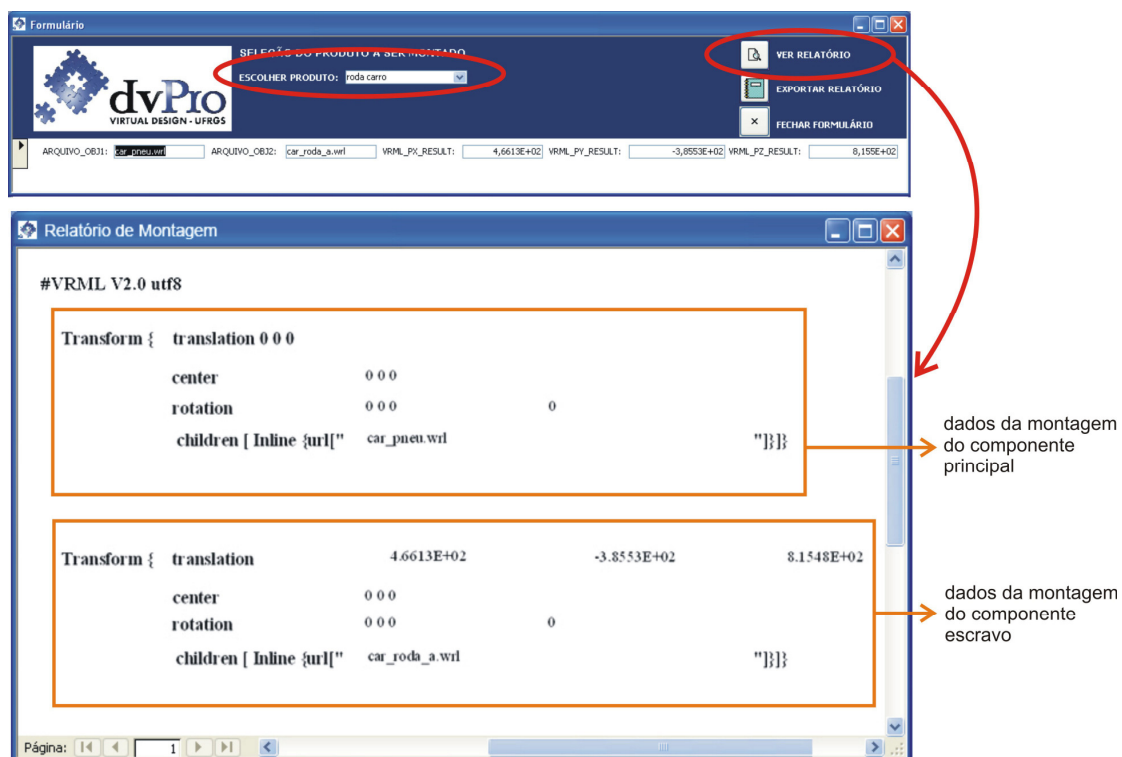 Formulário
SELEÇÃO DO PRODUTO A SER MONTADO
ESCOLHER PRODUTO: roda carro
VER RELATÓRIO
EXPORTAR RELATÓRIO
FECHAR FORMULÁRIO
dvPro
VIRTUAL DESIGN - UFRGS
ARQUIVO_OBJ1: car_pneu.wrl ARQUIVO_OBJ2: car_roda_a.wrl VRML_PX_RESULT: 4,6613E+02 VRML_PY_RESULT: -3,8553E+02 VRML_PZ_RESULT: 8,155E+02
Relatório de Montagem
#VRML V2.0 utf8
Transform { translation 0 0 0
center 0 0 0
rotation 0 0 0 0
children [ Inline {url[" car_pneu.wrl "]}]}
dados da montagem
do componente
principal
Transform { translation 4.6613E+02 -3.8553E+02 8.1548E+02
center 0 0 0
rotation 0 0 0 0
children [ Inline {url[" car_roda_a.wrl "]}]}
dados da montagem
do componente
escravo
Página: 1